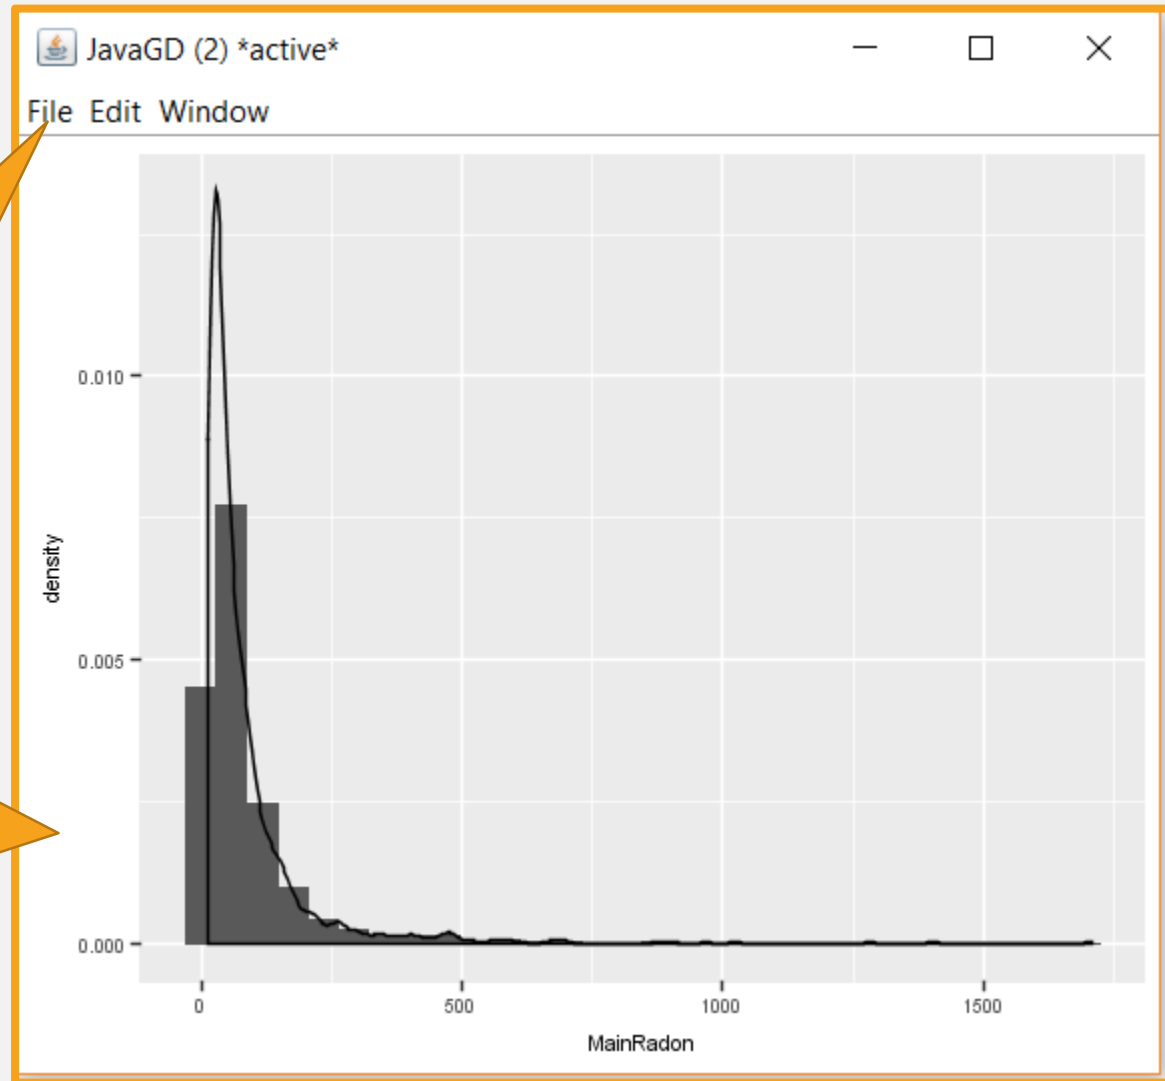 JavaGD (2) *active*
File Edit Window
0.010
density
0.005
0.000
0 500 1000 1500
MainRadon